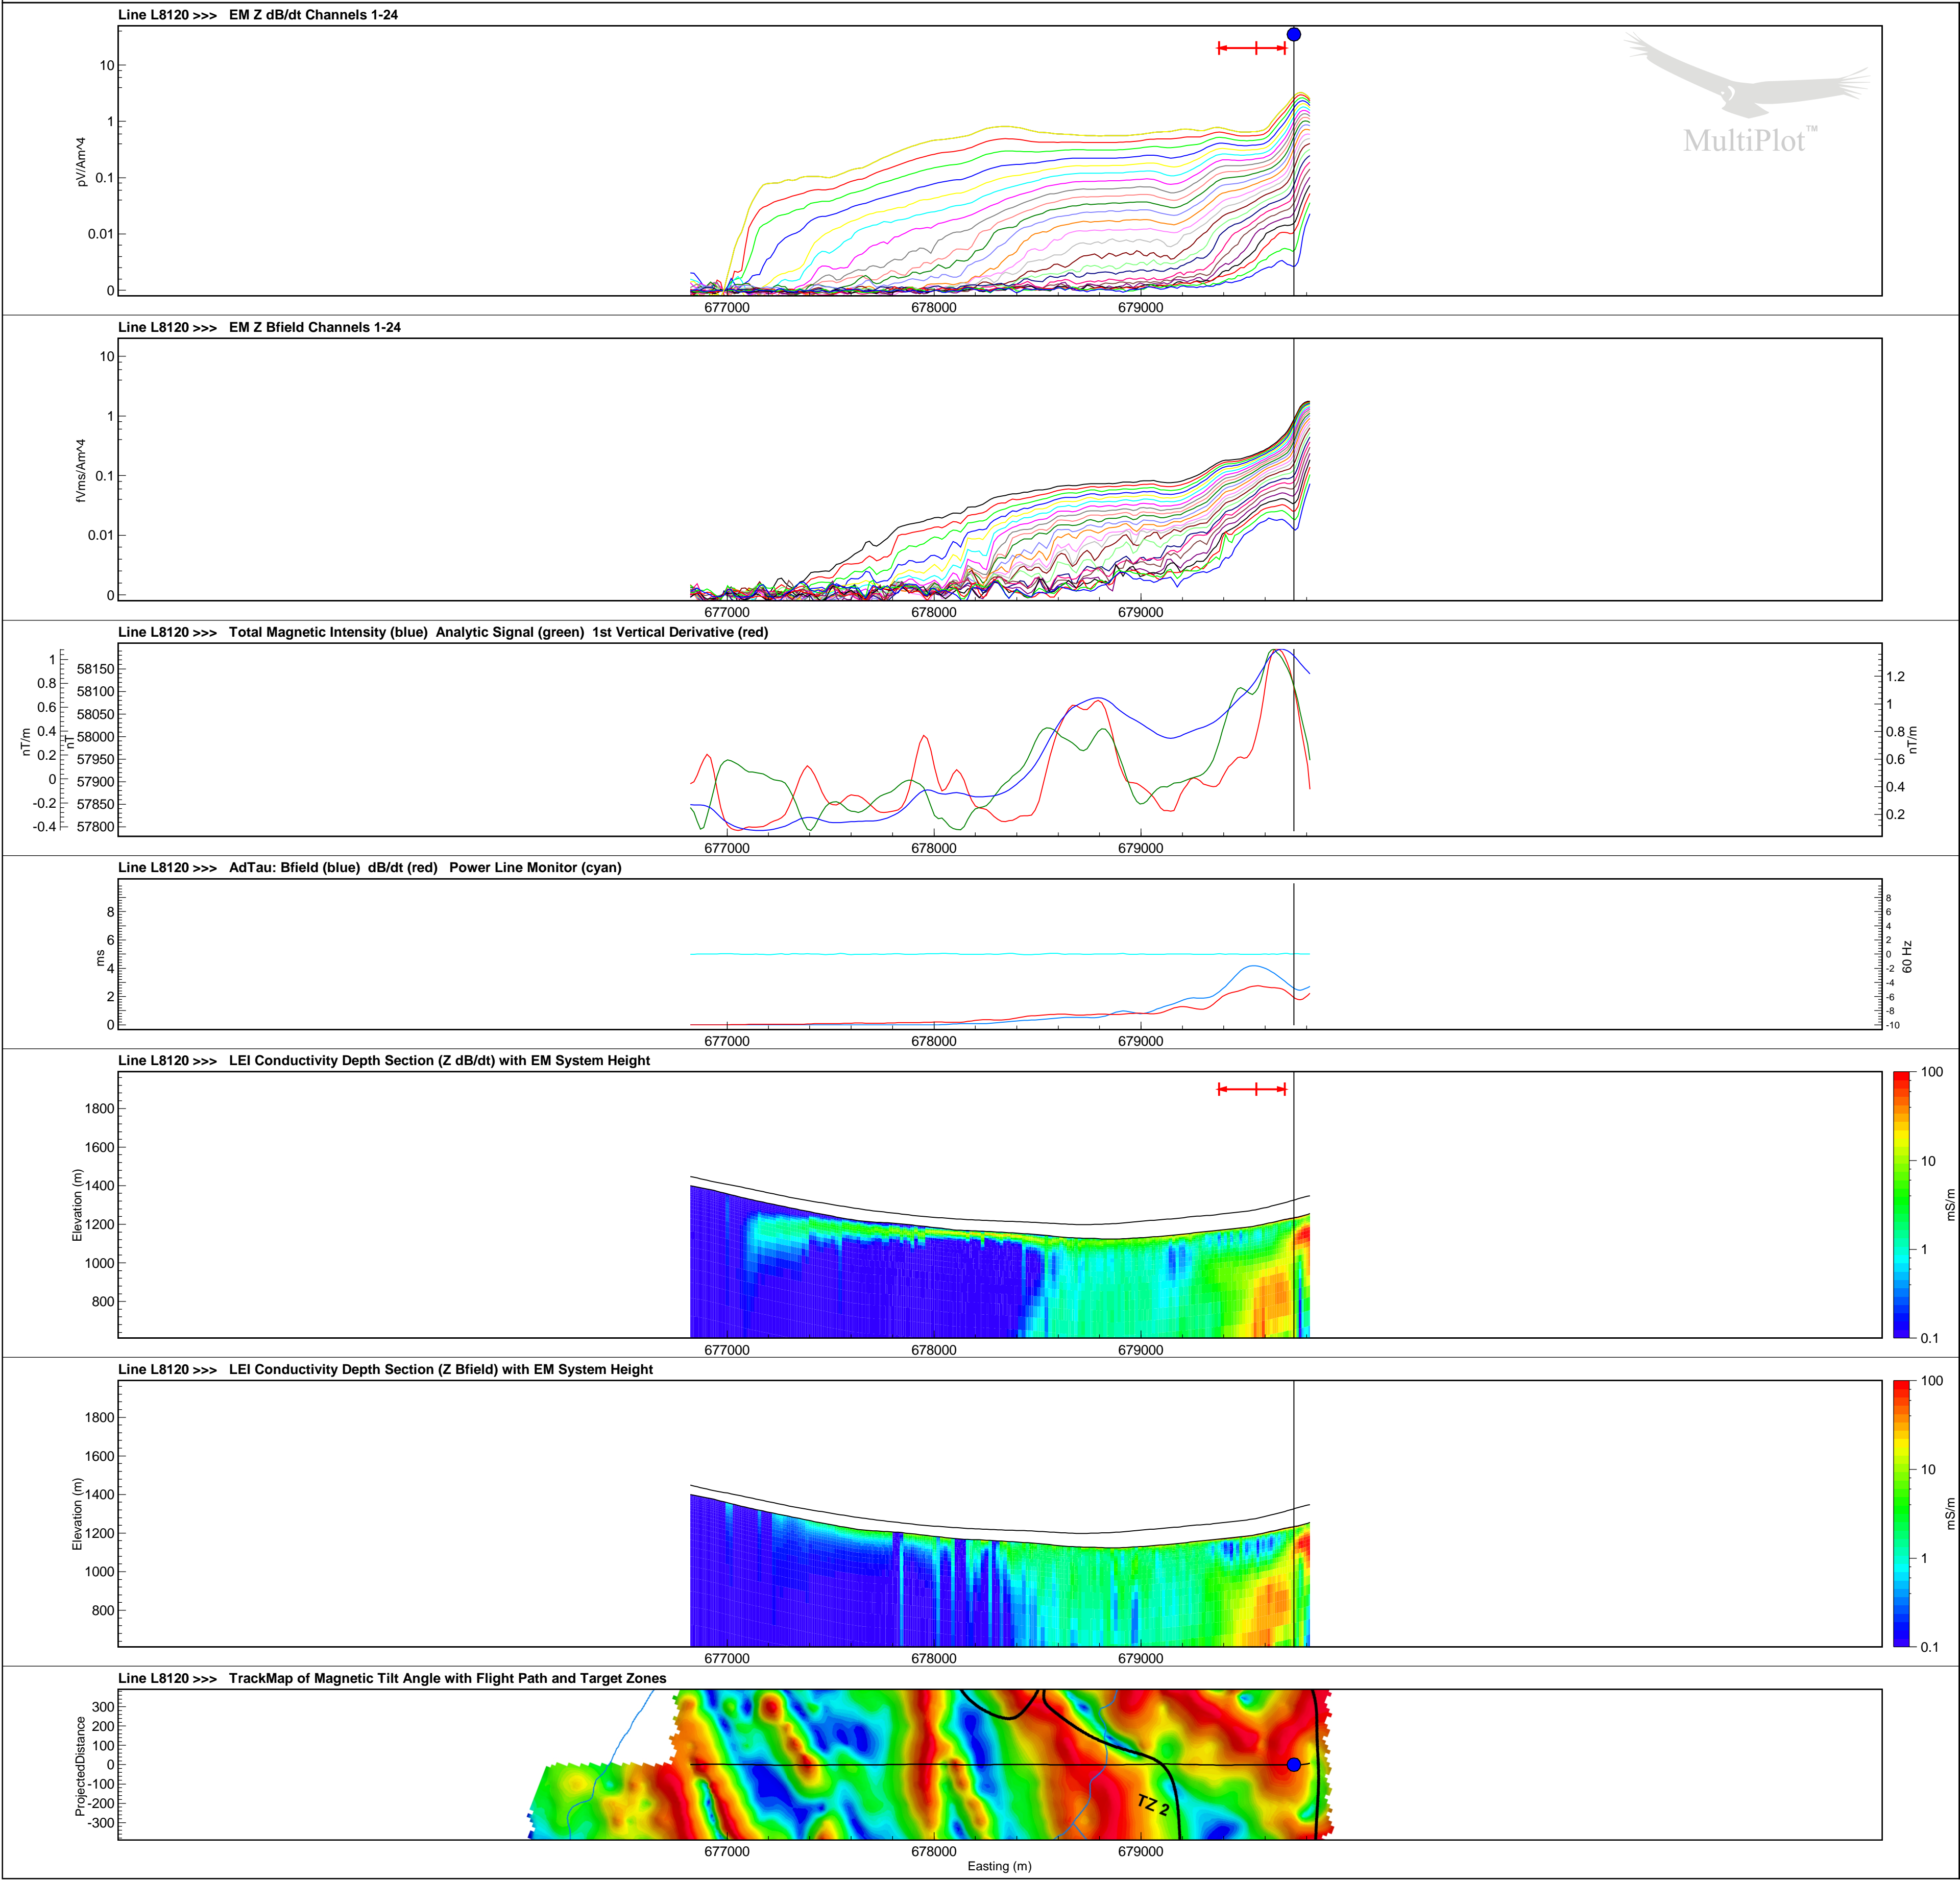 Line L8120 >>> EM Z dB/dt Channels 1-24
10
1
0.1
0.01
0
pV/Am^4
677000 678000 679000
MultiPlot™
Line L8120 >>> EM Z Bfield Channels 1-24
10
1
0.1
0.01
0
fVms/Am^4
677000 678000 679000
Line L8120 >>> Total Magnetic Intensity (blue) Analytic Signal (green) 1st Vertical Derivative (red)
1
0.8
0.6
0.4
0.2
0
-0.2
-0.4
nT/m
58150
58100
58050
58000
57950
57900
57850
57800
nT
1.2
1
0.8
0.6
0.4
0.2
nT/m
677000 678000 679000
Line L8120 >>> AdTau: Bfield (blue) dB/dt (red) Power Line Monitor (cyan)
8
6
4
2
0
ms
8
6
4
2
0
-2
-4
-6
-8
-10
60 Hz
677000 678000 679000
Line L8120 >>> LEI Conductivity Depth Section (Z dB/dt) with EM System Height
1800
1600
1400
1200
1000
800
Elevation (m)
100
10
1
0.1
mS/m
677000 678000 679000
Line L8120 >>> LEI Conductivity Depth Section (Z Bfield) with EM System Height
1800
1600
1400
1200
1000
800
Elevation (m)
100
10
1
0.1
mS/m
677000 678000 679000
Line L8120 >>> TrackMap of Magnetic Tilt Angle with Flight Path and Target Zones
300
200
100
0
-100
-200
-300
ProjectedDistance
TZ 2
677000 678000 679000
Easting (m)